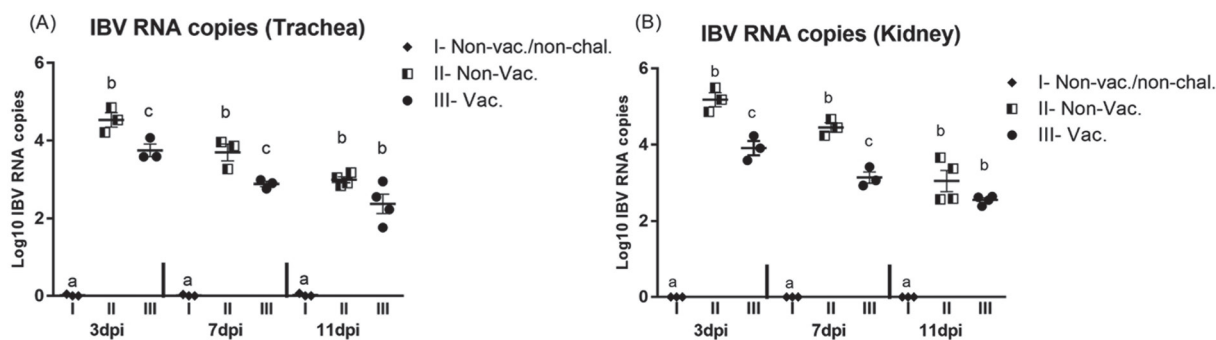 (A)
IBV RNA copies (Trachea)
I- Non-vac./non-chal.
II- Non-Vac.
III- Vac.
Log10 IBV RNA copies
6
4
2
0
b
c
b
c
b
b
a
a
a
I II III I II III I II III
3dpi 7dpi 11dpi
(B)
IBV RNA copies (Kidney)
I- Non-vac./non-chal.
II- Non-Vac.
III- Vac.
Log10 IBV RNA copies
6
4
2
0
b
c
b
c
b
b
a
a
a
I II III I II III I II III
3dpi 7dpi 11dpi